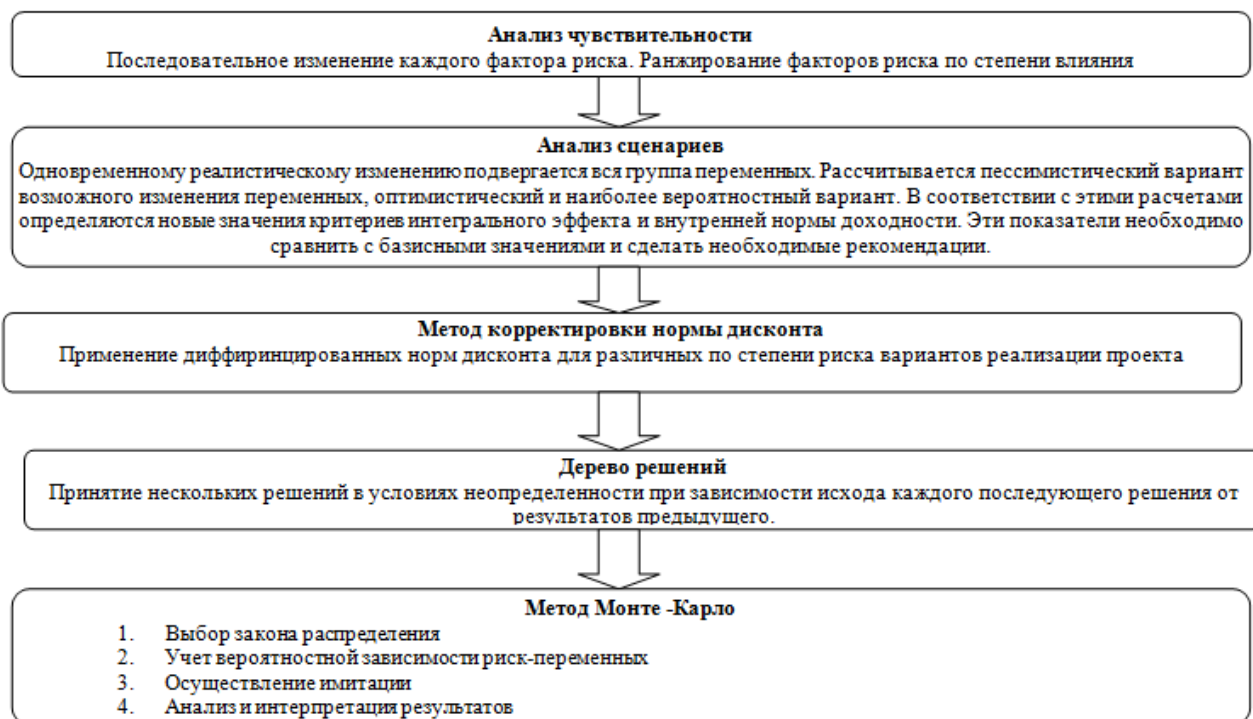 Анализ чувствительности
Последовательное изменение каждого фактора риска. Ранжирование факторов риска по степени влияния
Анализ сценариев
Одновременному реалистическому изменению подвергается вся группа переменных. Рассчитывается пессимистический вариант
возможного изменения переменных, оптимистический и наиболее вероятностный вариант. В соответствии с этими расчетами
определяются новые значения критериев интегрального эффекта и внутренней нормы доходности. Эти показатели необходимо
сравнить с базисными значениями и сделать необходимые рекомендации.
Метод корректировки нормы дисконта
Применение диффиринцированных норм дисконта для различных по степени риска вариантов реализации проекта
Дерево решений
Принятие нескольких решений в условиях неопределенности при зависимости исхода каждого последующего решения от
результатов предыдущего.
Метод Монте -Карло
1. Выбор закона распределения
2. Учет вероятностной зависимости риск-переменных
3. Осуществление имитации
4. Анализ и интерпретация результатов